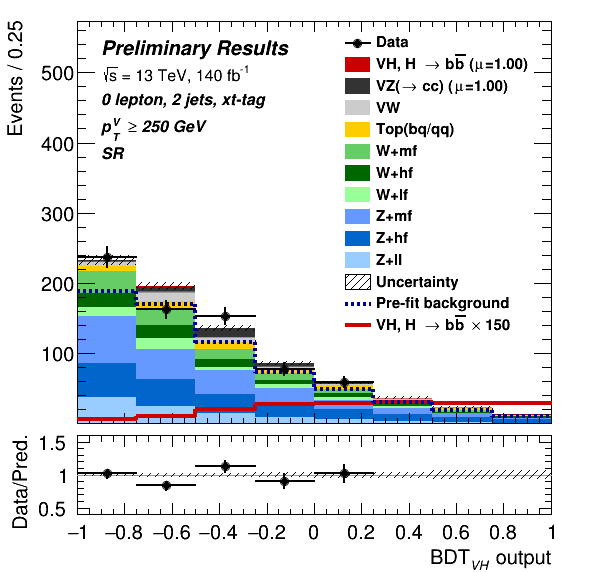 Events / 0.25
500
400
300
200
100
Preliminary Results
√s = 13 TeV, 140 fb⁻¹
0 lepton, 2 jets, xt-tag
p_T^V ≥ 250 GeV
SR
Data
VH, H → bb̅ (μ=1.00)
VZ(→ cc) (μ=1.00)
VW
Top(bq/qq)
W+mf
W+hf
W+lf
Z+mf
Z+hf
Z+ll
Uncertainty
Pre-fit background
VH, H → bb̅ × 150
Data/Pred.
1.5
1
0.5
−1 −0.8 −0.6 −0.4 −0.2 0 0.2 0.4 0.6 0.8 1
BDT_VH output